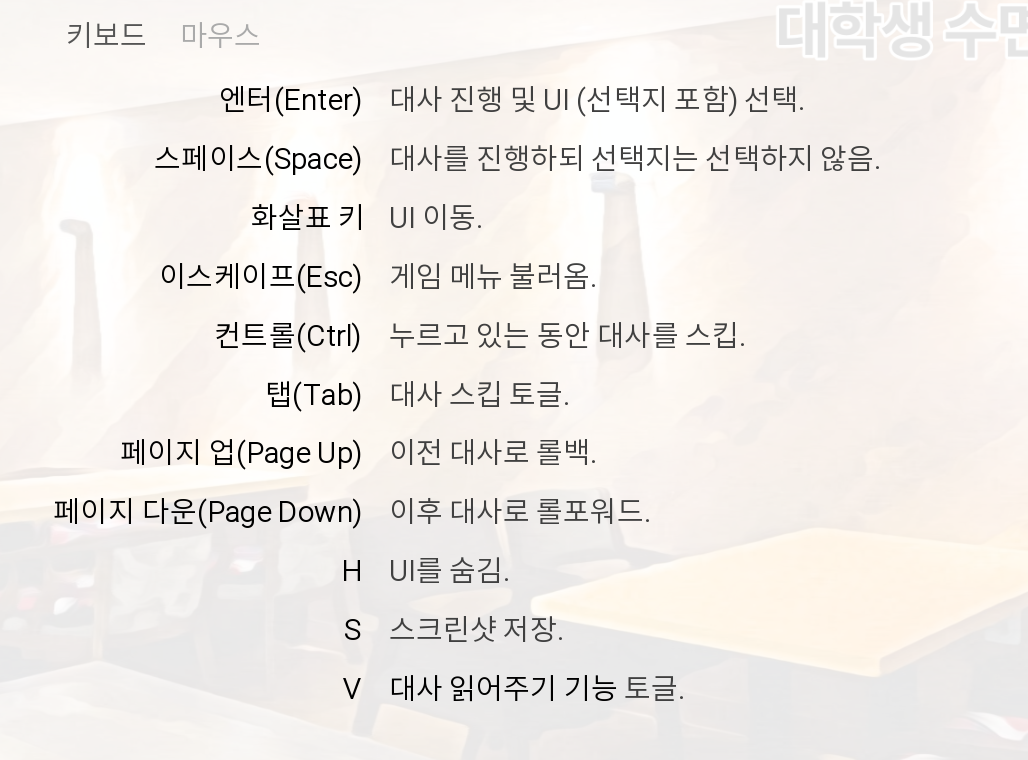 대학생 수면
키보드 마우스
엔터(Enter) 대사 진행 및 UI (선택지 포함) 선택.
스페이스(Space) 대사를 진행하되 선택지는 선택하지 않음.
화살표 키 UI 이동.
이스케이프(Esc) 게임 메뉴 불러옴.
컨트롤(Ctrl) 누르고 있는 동안 대사를 스킵.
탭(Tab) 대사 스킵 토글.
페이지 업(Page Up) 이전 대사로 롤백.
페이지 다운(Page Down) 이후 대사로 롤포워드.
H UI를 숨김.
S 스크린샷 저장.
V 대사 읽어주기 기능 토글.